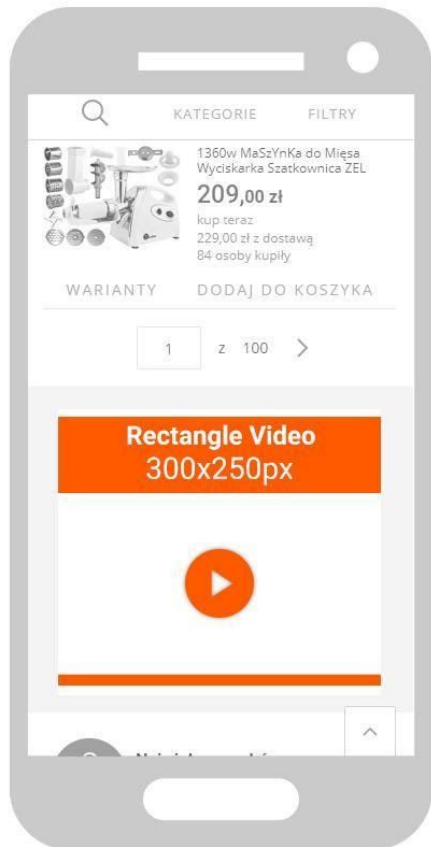 KATEGORIE FILTRY
1360w MaSzYnKa do Mięsa
Wyciskarka Szatkownica ZEL
209,00 zł
kup teraz
229,00 zł z dostawą
84 osoby kupiły
WARIANTY DODAJ DO KOSZYKA
1 z 100
Rectangle Video
300x250px